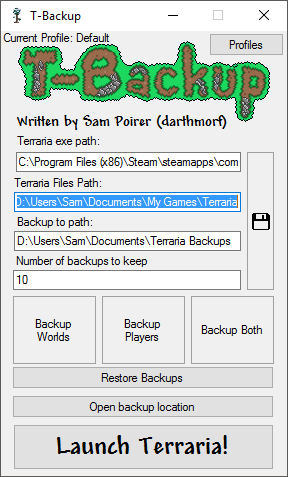 T-Backup
Current Profile: Default
Profiles
T-Backup
Written by Sam Poirer (darthmorf)
Terraria exe path:
C:\Program Files (x86)\Steam\steamapps\com
Terraria Files Path:
D:\Users\Sam\Documents\My Games\Terraria
Backup to path:
D:\Users\Sam\Documents\Terraria Backups
Number of backups to keep
10
Backup
Worlds
Backup
Players
Backup Both
Restore Backups
Open backup location
Launch Terraria!